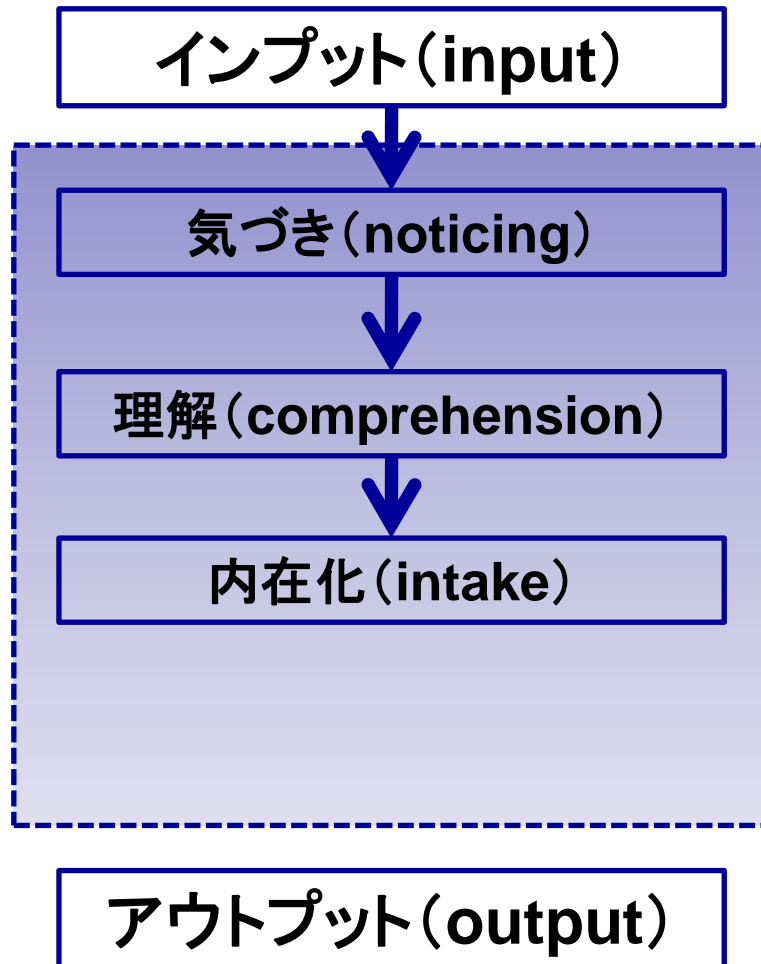 インプット（input）
気づき（noticing）
理解（comprehension）
内在化（intake）
アウトプット（output）